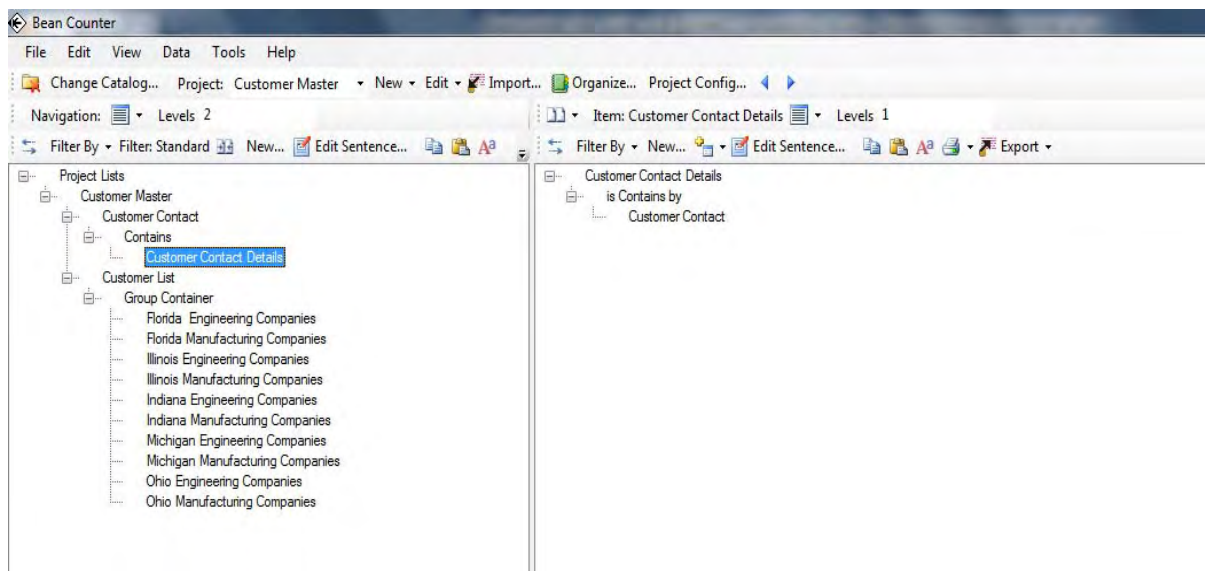 Bean Counter
File Edit View Data Tools Help
Change Catalog... Project: Customer Master New Edit Import... Organize... Project Config...
Navigation: Levels 2
Item: Customer Contact Details Levels 1
Filter By Filter: Standard New... Edit Sentence...
Filter By New... Edit Sentence... Export
Project Lists
Customer Master
Customer Contact
Contains
Customer Contact Details
Customer List
Group Container
Florida Engineering Companies
Florida Manufacturing Companies
Illinois Engineering Companies
Illinois Manufacturing Companies
Indiana Engineering Companies
Indiana Manufacturing Companies
Michigan Engineering Companies
Michigan Manufacturing Companies
Ohio Engineering Companies
Ohio Manufacturing Companies
Customer Contact Details
is Contains by
Customer Contact